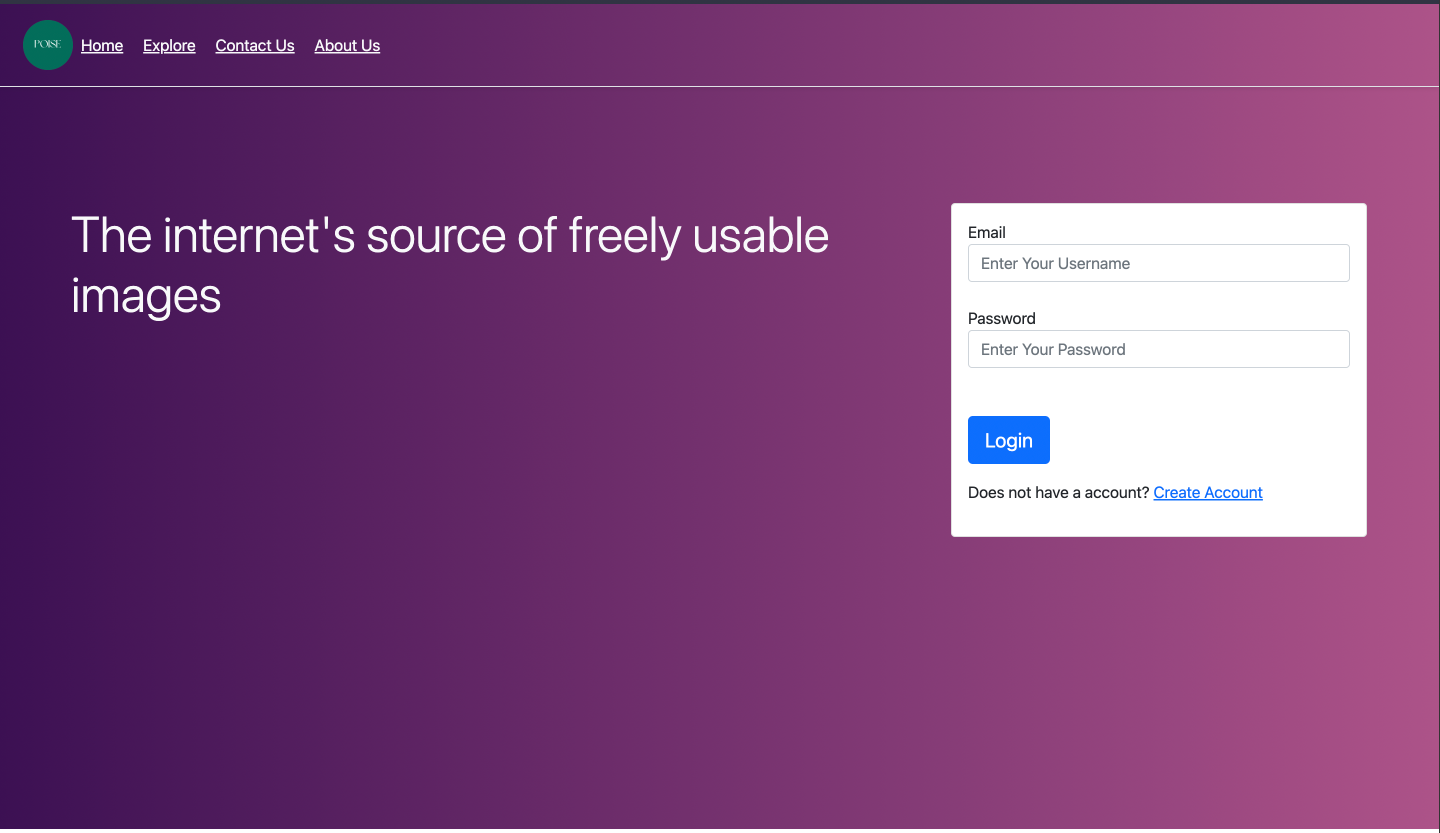 POISE
Home Explore Contact Us About Us
The internet's source of freely usable
images
Email
Enter Your Username
Password
Enter Your Password
Login
Does not have a account? Create Account